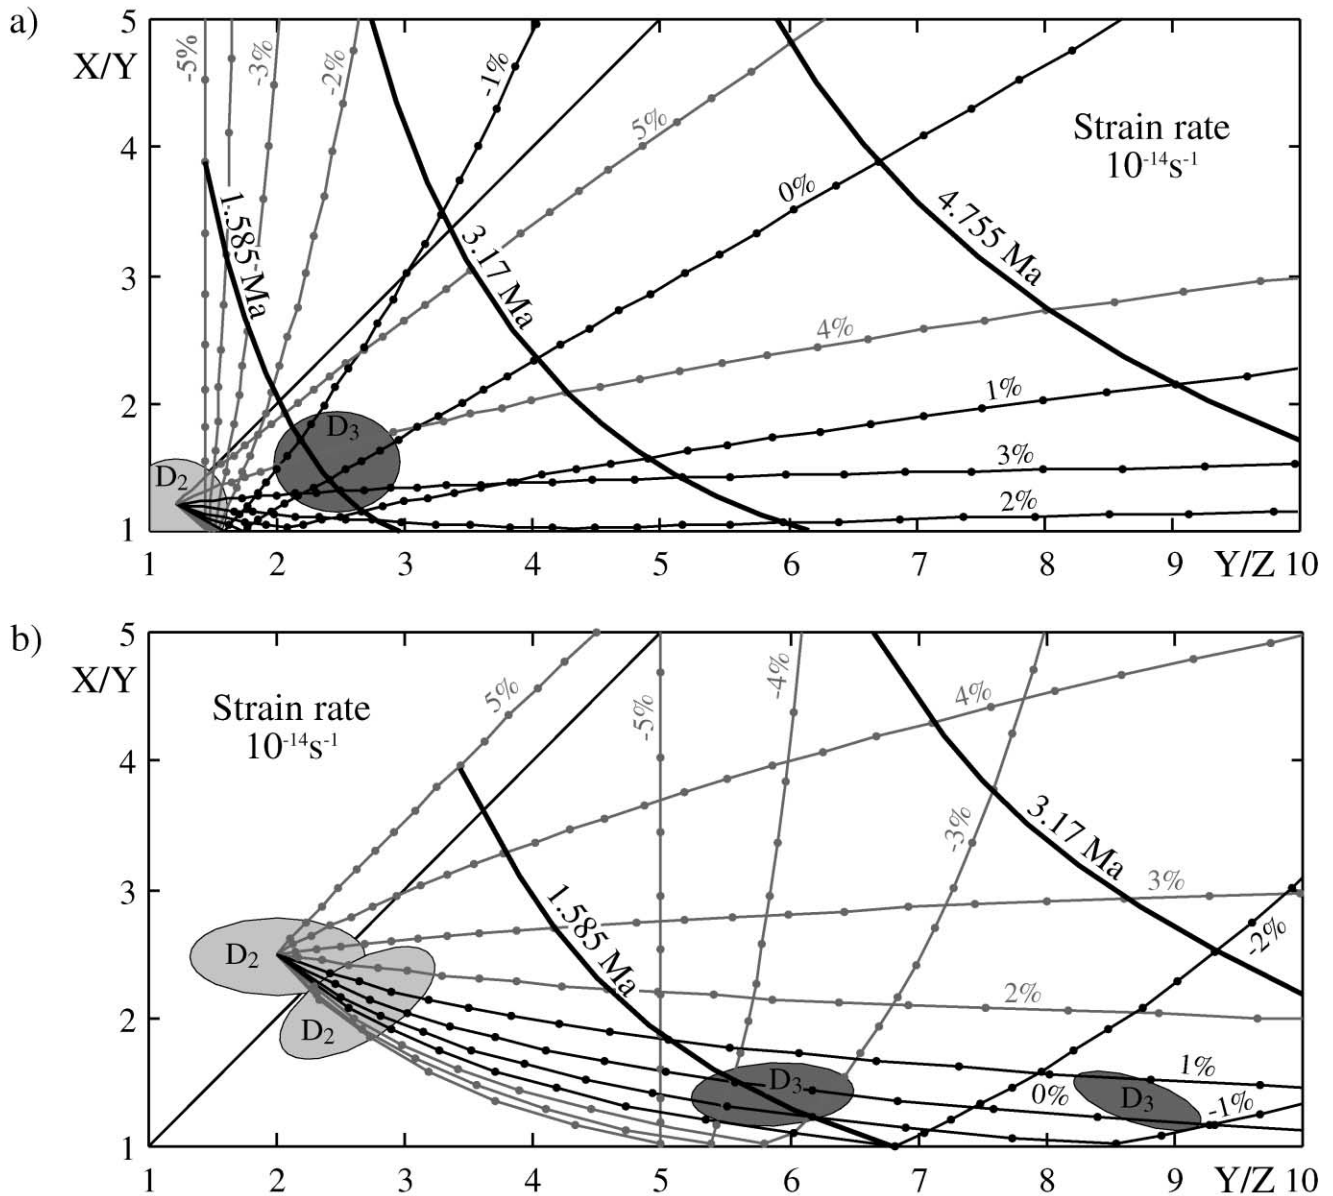 a)
5
X/Y
4
3
2
1
-5%
-3%
-2%
-1%
5%
0%
Strain rate
10-14s-1
1.585 Ma
3.17 Ma
4.755 Ma
4%
1%
3%
2%
D2
D3
1 2 3 4 5 6 7 8 9 Y/Z 10
b)
5
X/Y
4
3
2
1
Strain rate
10-14s-1
5%
-5%
-4%
4%
-3%
3.17 Ma
3%
-2%
1.585 Ma
2%
D2
D2
D3
1%
0%
D3
-1%
1 2 3 4 5 6 7 8 9 Y/Z 10